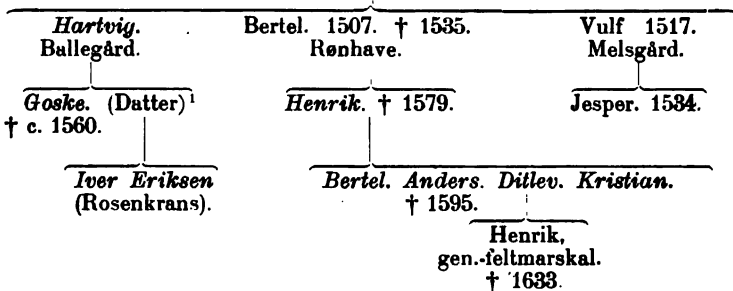 Hartvig. Bertel. 1507. † 1535. Vulf 1517.
Ballegård. Rønhave. Melsgård.
Goske. (Datter)¹ Henrik. † 1579. Jesper. 1534.
† c. 1560.
Iver Eriksen Bertel. Anders. Ditlev. Kristian.
(Rosenkrans). † 1595.
Henrik,
gen.-feltmarskal.
† 1633.